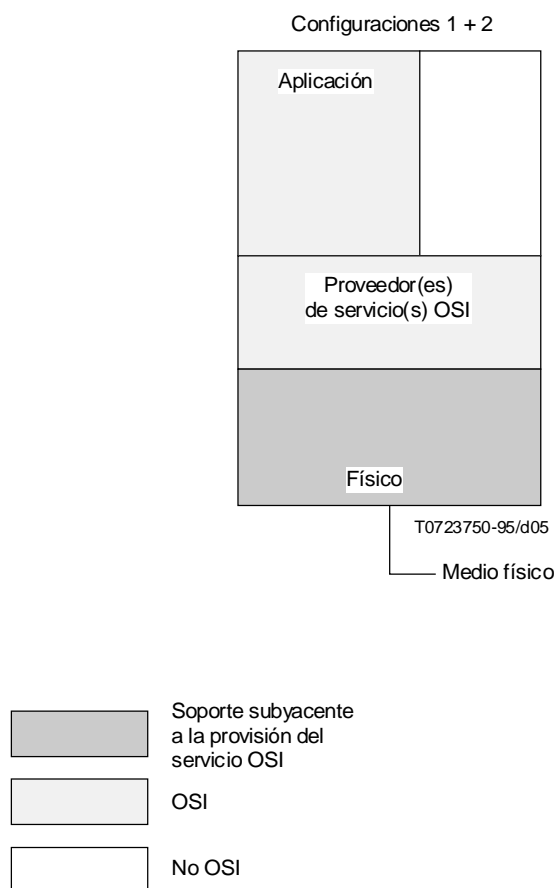 Configuraciones 1 + 2
Aplicación
Proveedor(es)
de servicio(s) OSI
Físico
T0723750-95/d05
Medio físico
Soporte subyacente
a la provisión del
servicio OSI
OSI
No OSI